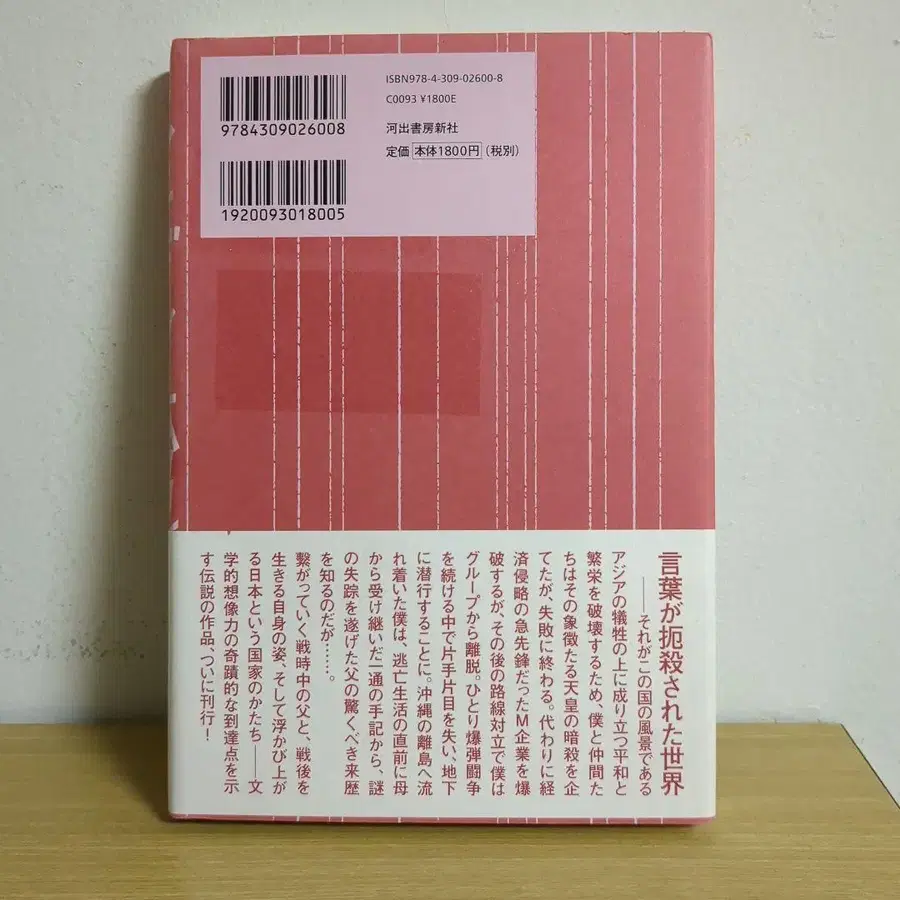 ISBN978-4-309-02600-8
C0093 ¥1800E
9784309026008
河出書房新社
定価 本体1800円（税別）
1920093018005
言葉が扼殺された世界
――それがこの国の風景である
アジアの犠牲の上に成り立つ平和と
繁栄を破壊するため、僕と仲間た
ちはその象徴たる天皇の暗殺を企
てたが、失敗に終わる。代わりに経
済侵略の急先鋒だったM企業を爆
破するが、その後の路線対立で僕は
グループから離脱。ひとり爆弾闘争
を続ける中で片手片目を失い、地下
に潜行することに。沖縄の離島へ流
れ着いた僕は、逃亡生活の直前に母
から受け継いだ一通の手記から、謎
の失踪を遂げた父の驚くべき来歴
を知るのだが……。
繋がっていく戦時中の父と、戦後を
生きる自身の姿、そして浮かび上が
る日本という国家のかたち――文
学的想像力の奇蹟的な到達点を示
す伝説の作品、ついに刊行！